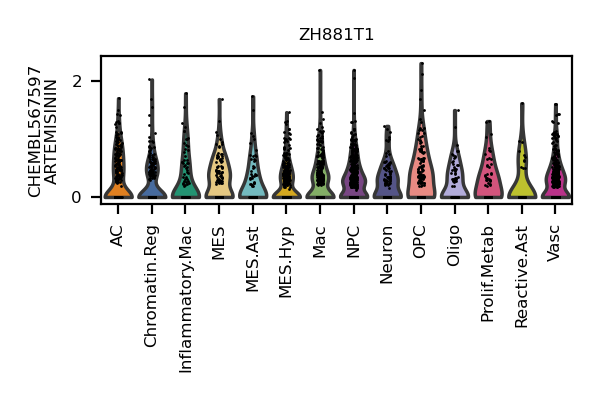 ZH881T1
CHEMBL567597
ARTEMISININ
2
0
AC
Chromatin.Reg
Inflammatory.Mac
MES
MES.Ast
MES.Hyp
Mac
NPC
Neuron
OPC
Oligo
Prolif.Metab
Reactive.Ast
Vasc